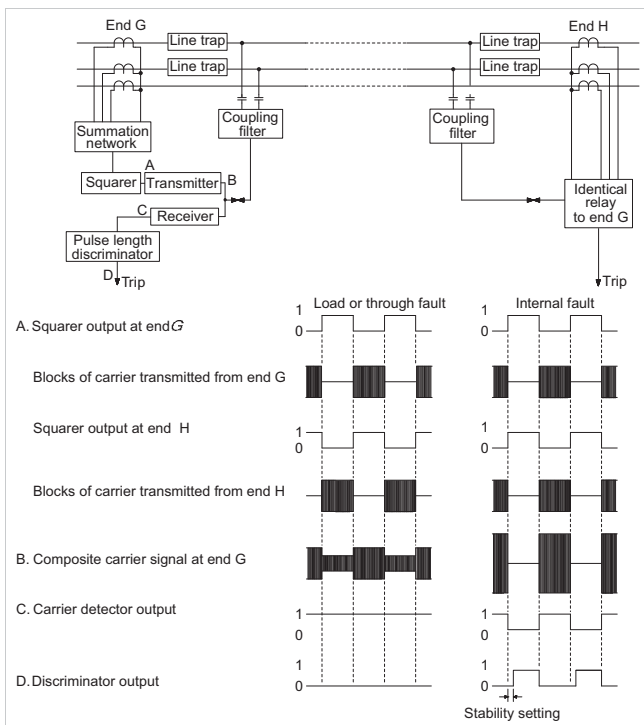 End G
End H
Line trap
Line trap
Line trap
Line trap
Coupling
filter
Coupling
filter
Summation
network
A
Squarer
Transmitter
B
C
Receiver
Identical
relay
to end G
Pulse length
discriminator
D
Trip
Trip
Load or through fault
Internal fault
A. Squarer output at end G
1
0
1
0
Blocks of carrier transmitted from end G
Squarer output at end H
1
0
1
0
Blocks of carrier transmitted from end H
B. Composite carrier signal at end G
C. Carrier detector output
1
0
1
0
D. Discriminator output
1
0
1
0
Stability setting